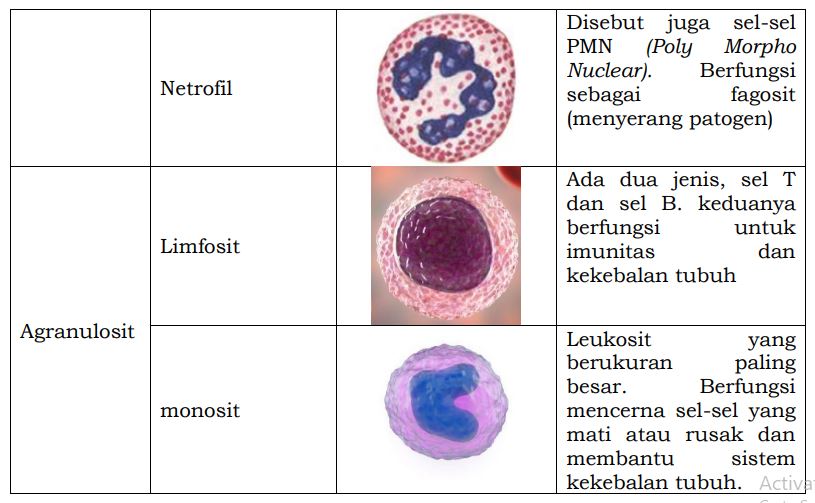 Netrofil
Disebut juga sel-sel
PMN (Poly Morpho
Nuclear). Berfungsi
sebagai fagosit
(menyerang patogen)
Agranulosit
Limfosit
Ada dua jenis, sel T
dan sel B. keduanya
berfungsi untuk
imunitas dan
kekebalan tubuh
monosit
Leukosit yang
berukuran paling
besar. Berfungsi
mencerna sel-sel yang
mati atau rusak dan
membantu sistem
kekebalan tubuh.
Activa